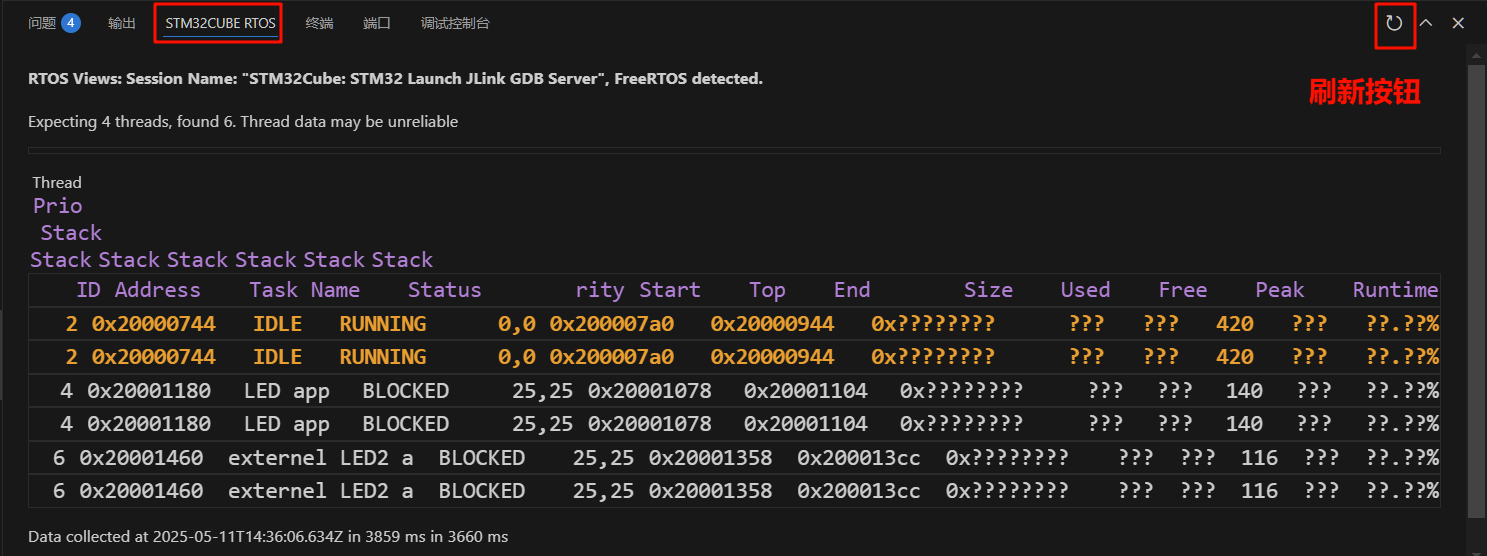 问题 4 输出 STM32CUBE RTOS 终端 端口 调试控制台
刷新按钮
RTOS Views: Session Name: "STM32Cube: STM32 Launch JLink GDB Server", FreeRTOS detected.
Expecting 4 threads, found 6. Thread data may be unreliable
Thread
Prio
Stack
Stack Stack Stack Stack Stack Stack
ID Address Task Name Status rity Start Top End Size Used Free Peak Runtime
2 0x20000744 IDLE RUNNING 0,0 0x200007a0 0x20000944 0x???????? ??? ??? 420 ??? ??.??%
2 0x20000744 IDLE RUNNING 0,0 0x200007a0 0x20000944 0x???????? ??? ??? 420 ??? ??.??%
4 0x20001180 LED app BLOCKED 25,25 0x20001078 0x20001104 0x???????? ??? ??? 140 ??? ??.??%
4 0x20001180 LED app BLOCKED 25,25 0x20001078 0x20001104 0x???????? ??? ??? 140 ??? ??.??%
6 0x20001460 externel LED2 a BLOCKED 25,25 0x20001358 0x200013cc 0x???????? ??? ??? 116 ??? ??.??%
6 0x20001460 externel LED2 a BLOCKED 25,25 0x20001358 0x200013cc 0x???????? ??? ??? 116 ??? ??.??%
Data collected at 2025-05-11T14:36:06.634Z in 3859 ms in 3660 ms